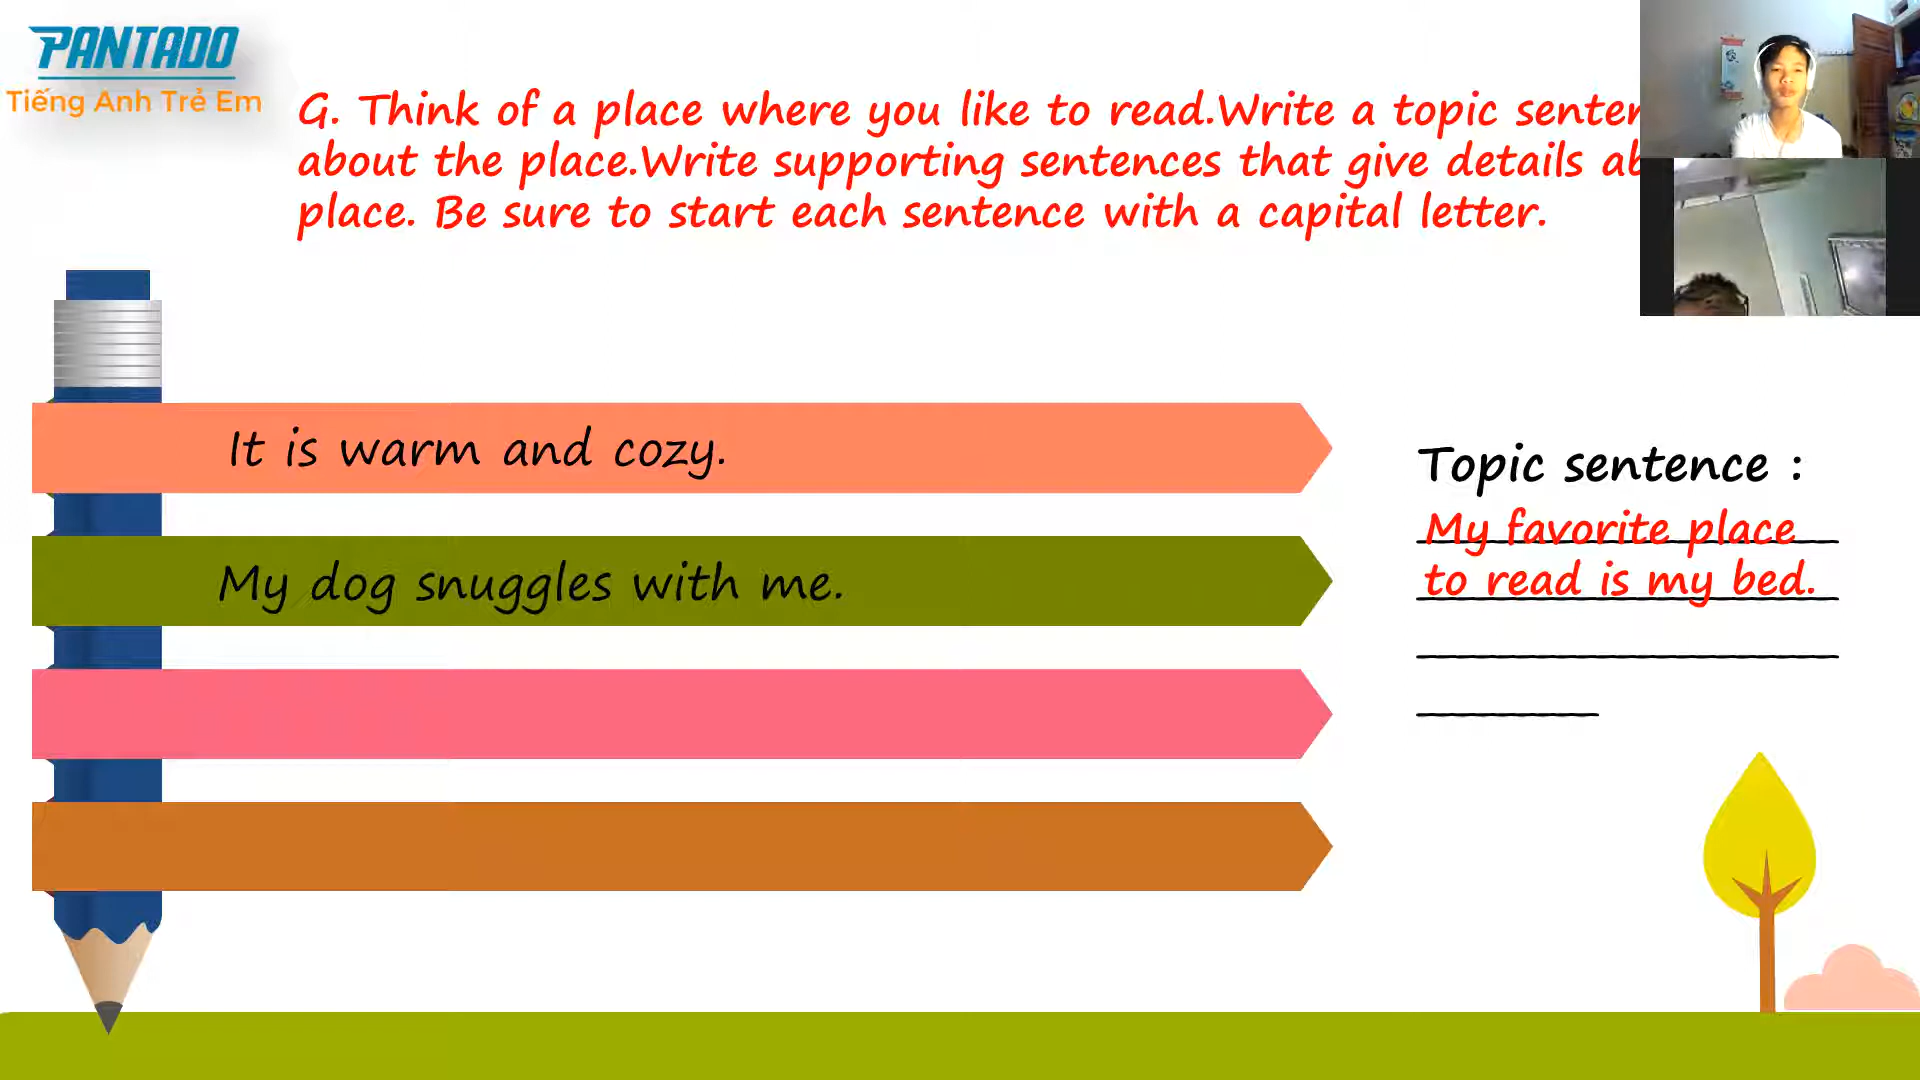 PANTADO
Tiếng Anh Trẻ Em
G. Think of a place where you like to read.Write a topic
about the place.Write supporting sentences that give details
place. Be sure to start each sentence with a capital letter.
It is warm and cozy.
My dog snuggles with me.
Topic sentence :
My favorite place
to read is my bed.